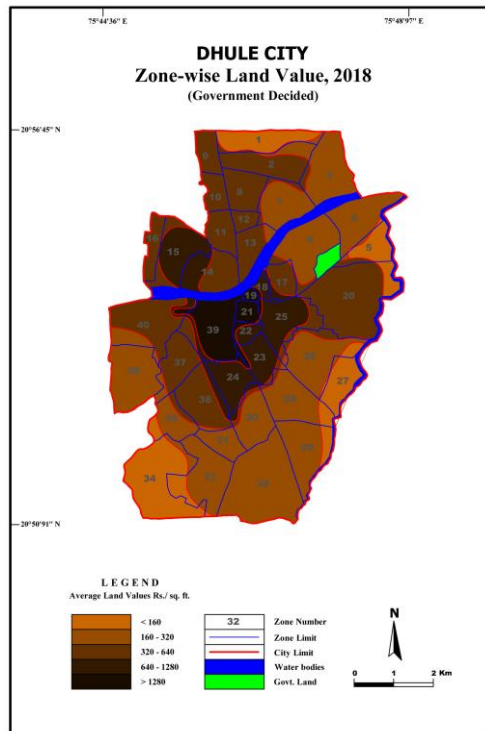 75°44'36" E
75°48'97" E
DHULE CITY
Zone-wise Land Value, 2018
(Government Decided)
20°56'45" N
1
2
9
8
10
12
11
13
16
15
14
5
17
18
19
20
21
25
22
40
39
23
37
24
27
38
34
20°50'91" N
LEGEND
Average Land Values Rs./ sq. ft.
< 160
160 - 320
320 - 640
640 - 1280
> 1280
32 Zone Number
Zone Limit
City Limit
Water bodies
Govt. Land
N
0 1 2 Km